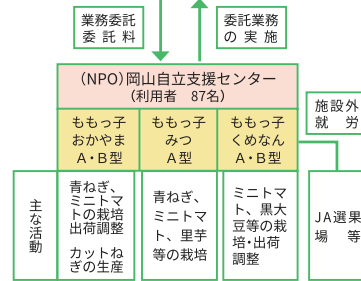 業務委託
委 託 料
委託業務
の 実 施
（NPO）岡山自立支援センター
（利用者　87名）
施設外
就　労
ももっ子
おかやま
A・B型
ももっ子
みつ
A型
ももっ子
くめなん
A・B型
主な活動
青ねぎ、
ミニトマ
トの栽培
出荷調整
カットね
ぎの生産
青ねぎ、
ミニトマ
ト、里芋
等の栽培
ミニトマ
ト、黒大
豆等の栽
培・出荷
調整
JA選果
場　等